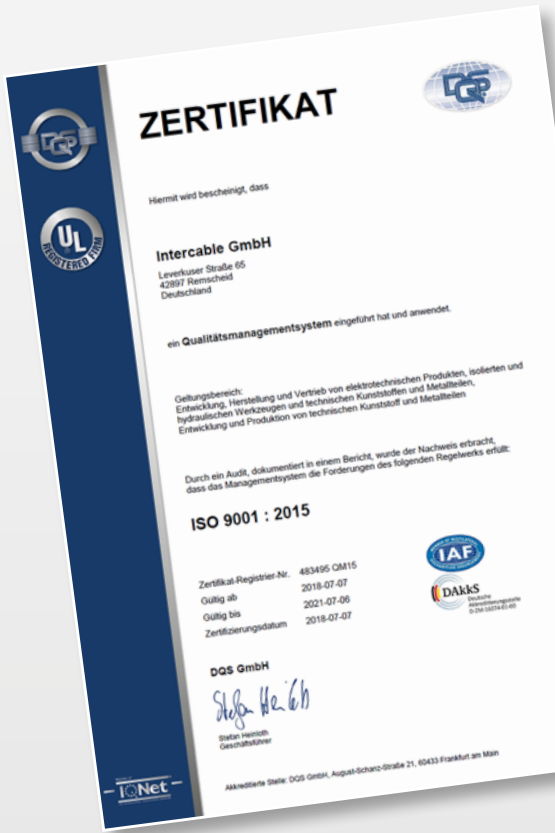 DQS
ZERTIFIKAT
DQS
UL
REGISTERED FIRM
Hiermit wird bescheinigt, dass
Intercable GmbH
Leverkuser Straße 65
42897 Remscheid
Deutschland
ein Qualitätsmanagementsystem eingeführt hat und anwendet.
Geltungsbereich:
Entwicklung, Herstellung und Vertrieb von elektrotechnischen Produkten, isolierten und
hydraulischen Werkzeugen und technischen Kunststoffen und Metallteilen,
Entwicklung und Produktion von technischen Kunststoff und Metallteilen
Durch ein Audit, dokumentiert in einem Bericht, wurde der Nachweis erbracht,
dass das Managementsystem die Forderungen des folgenden Regelwerks erfüllt:
ISO 9001 : 2015
Zertifikat-Registrier-Nr. 483495 QM15
Gültig ab 2018-07-07
Gültig bis 2021-07-06
Zertifizierungsdatum 2018-07-07
IAF
DAkkS
Deutsche
Akkreditierungsstelle
DQS GmbH
Stefan Heinloth
Stefan Heinloth
Geschäftsführer
IQNet
Akkreditierte Stelle: DQS GmbH, August-Schanz-Straße 21, 60433 Frankfurt am Main